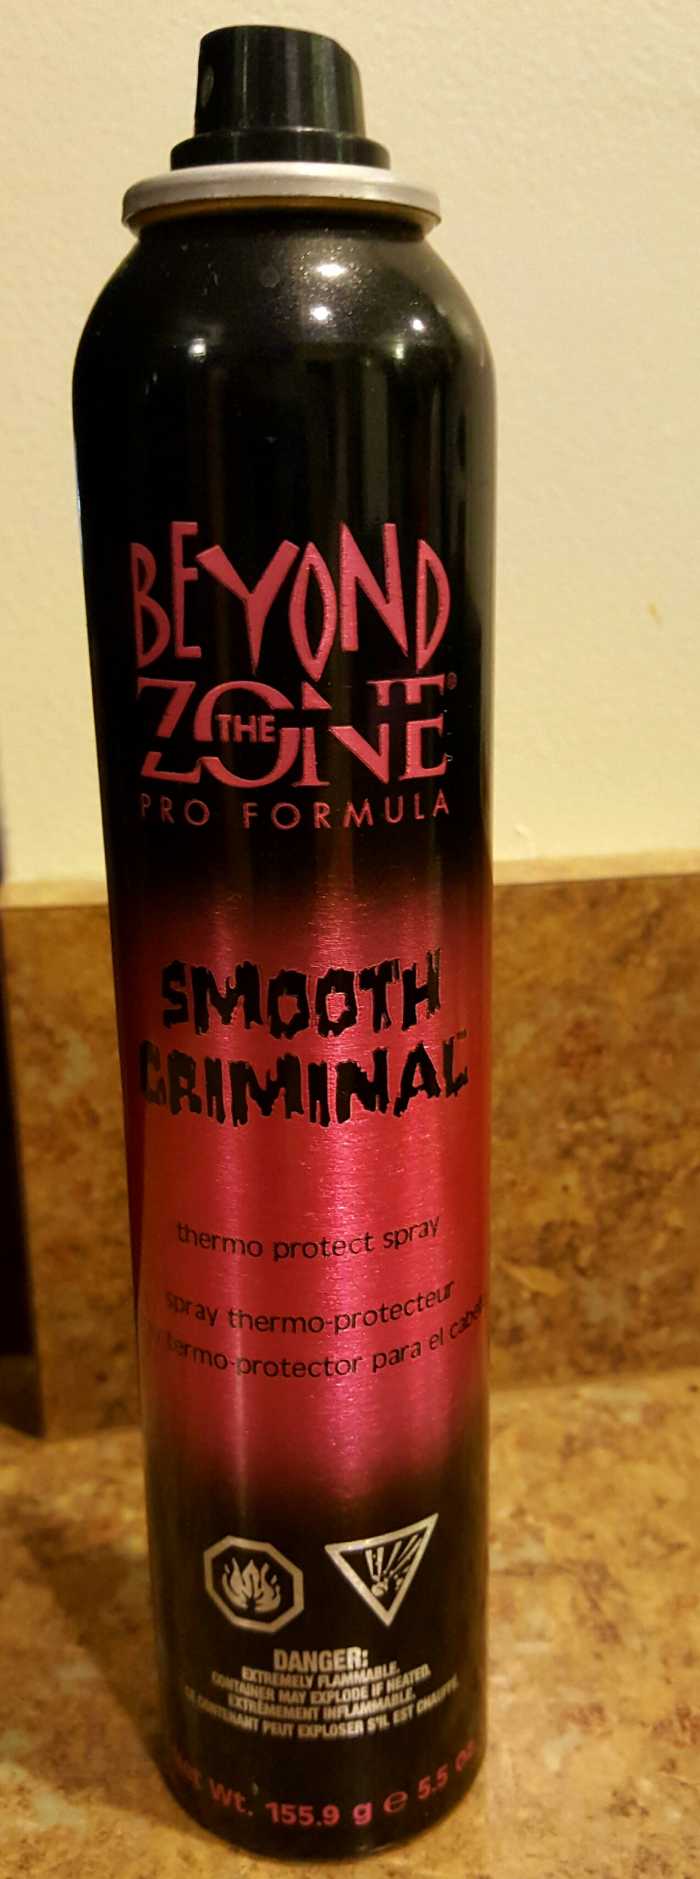 BEYOND
THE
ZONE®
PRO FORMULA
SMOOTH
CRIMINAL
thermo protect spray
spray thermo-protecteur
termo-protector para el
DANGER:
EXTREMELY FLAMMABLE.
CONTAINER MAY EXPLODE IF HEATED.
EXTRÊMEMENT INFLAMMABLE.
CE CONTENANT PEUT EXPLOSER S'IL EST CHAUFFÉ.
Net Wt. 155.9 g e 5.5 oz